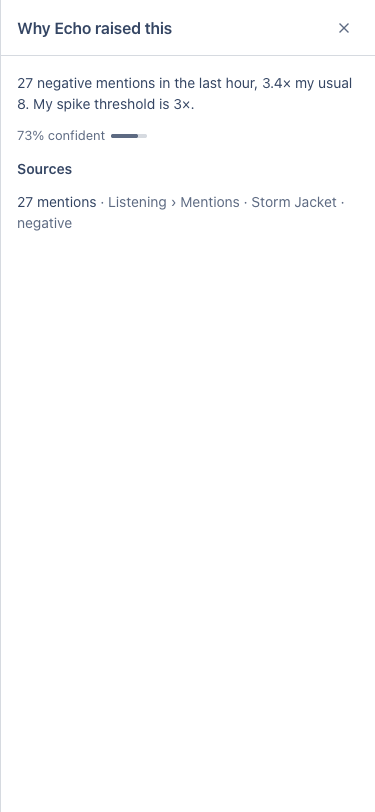 Why Echo raised this
27 negative mentions in the last hour, 3.4× my usual
8. My spike threshold is 3×.
73% confident
Sources
27 mentions · Listening › Mentions · Storm Jacket ·
negative